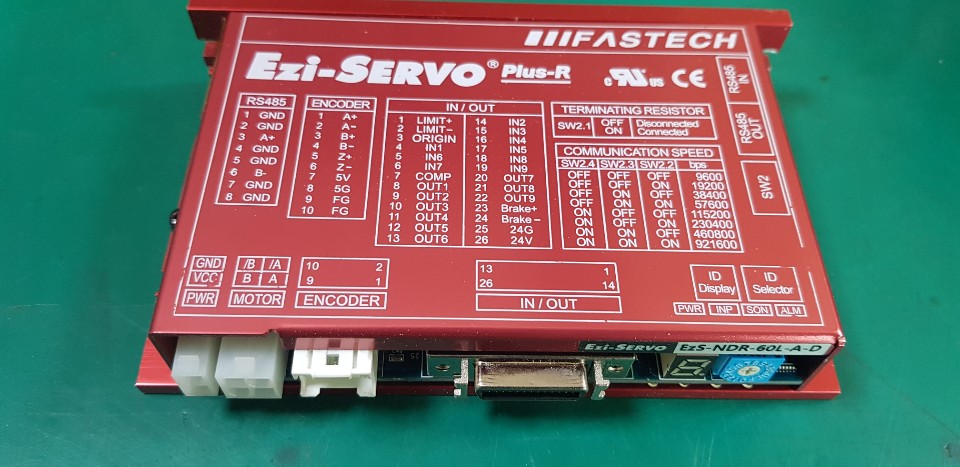 FASTECH
Ezi-SERVO® Plus-R
c RU us CE
RS485 IN
RS485 OUT
SW2
RS485
1 GND
2 GND
3 A+
4 GND
5 GND
6 B-
7 GND
8 GND
ENCODER
1 A+
2 A-
3 B+
4 B-
5 Z+
6 Z-
7 5V
8 5G
9 FG
10 FG
IN / OUT
1 LIMIT+ 14 IN2
2 LIMIT- 15 IN3
3 ORIGIN 16 IN4
4 IN1 17 IN5
5 IN6 18 IN8
6 IN7 19 IN9
7 COMP 20 OUT7
8 OUT1 21 OUT8
9 OUT2 22 OUT9
10 OUT3 23 Brake+
11 OUT4 24 Brake-
12 OUT5 25 24G
13 OUT6 26 24V
TERMINATING RESISTOR
SW2.1 OFF Disconnected
ON Connected
COMMUNICATION SPEED
SW2.4 SW2.3 SW2.2 bps
OFF OFF OFF 9600
OFF OFF ON 19200
OFF ON OFF 38400
OFF ON ON 57600
ON OFF OFF 115200
ON OFF ON 230400
ON ON OFF 460800
ON ON ON 921600
GND
VCC
PWR
/B /A
B A
MOTOR
10 2
9 1
ENCODER
13 1
26 14
IN / OUT
ID Display
ID Selector
PWR INP SON ALM
Ezi-SERVO EzS-NDR-60L-A-D